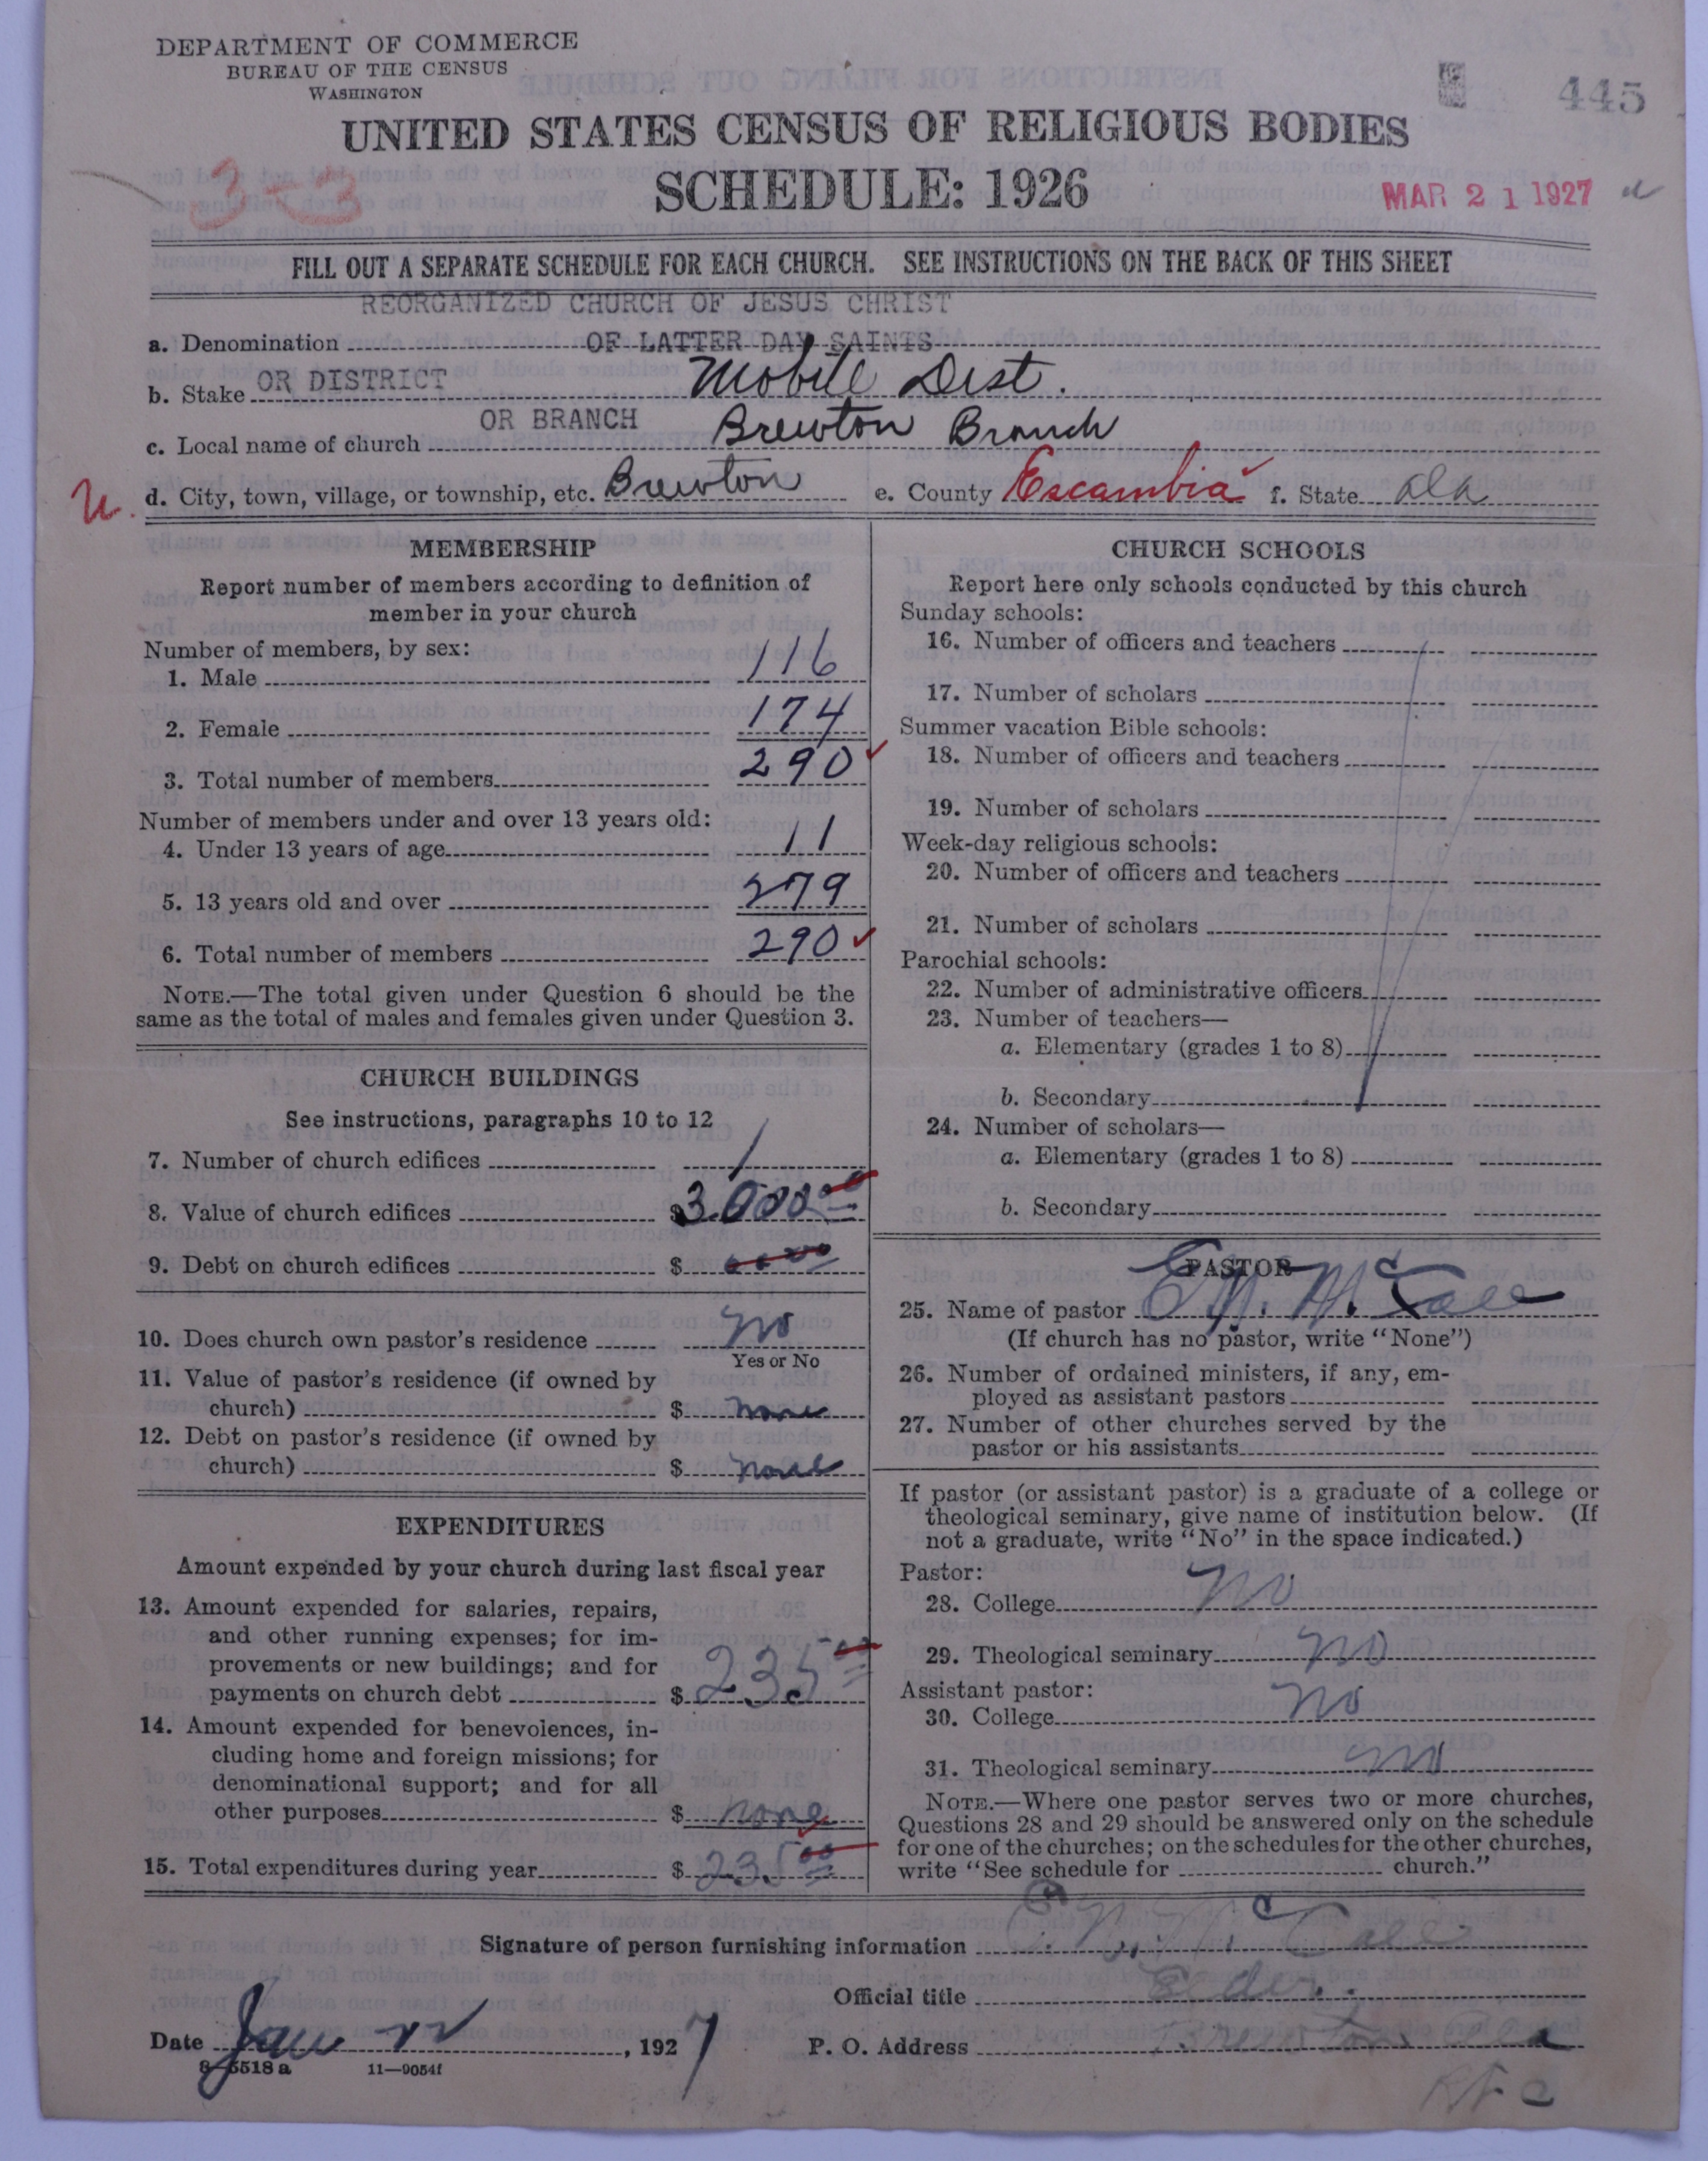 DEPARTMENT OF COMMERCE
BUREAU OF THE CENSUS
WASHINGTON
445
UNITED STATES CENSUS OF RELIGIOUS BODIES
SCHEDULE: 1926
3-3
MAR 21 1927
FILL OUT A SEPARATE SCHEDULE FOR EACH CHURCH. SEE INSTRUCTIONS ON THE BACK OF THIS SHEET
REORGANIZED CHURCH OF JESUS CHRIST
a. Denomination OF LATTER DAY SAINTS
b. Stake OR DISTRICT Mobile Dist.
OR BRANCH
c. Local name of church Brewton Branch
d. City, town, village, or township, etc. Brewton e. County Escambia f. State Ala
MEMBERSHIP
Report number of members according to definition of
member in your church
Number of members, by sex:
1. Male 116
2. Female 174
3. Total number of members 290
Number of members under and over 13 years old:
4. Under 13 years of age 11
5. 13 years old and over 279
6. Total number of members 290
NOTE.—The total given under Question 6 should be the
same as the total of males and females given under Question 3.
CHURCH BUILDINGS
See instructions, paragraphs 10 to 12
7. Number of church edifices 1
8. Value of church edifices $3.000 00
9. Debt on church edifices $
10. Does church own pastor's residence no
Yes or No
11. Value of pastor's residence (if owned by
church) $ none
12. Debt on pastor's residence (if owned by
church) $ none
EXPENDITURES
Amount expended by your church during last fiscal year
13. Amount expended for salaries, repairs,
and other running expenses; for im-
provements or new buildings; and for
payments on church debt $ 235 00
14. Amount expended for benevolences, in-
cluding home and foreign missions; for
denominational support; and for all
other purposes $ none
15. Total expenditures during year $ 235 00
CHURCH SCHOOLS
Report here only schools conducted by this church
Sunday schools:
16. Number of officers and teachers
17. Number of scholars
Summer vacation Bible schools:
18. Number of officers and teachers
19. Number of scholars
Week-day religious schools:
20. Number of officers and teachers
21. Number of scholars
Parochial schools:
22. Number of administrative officers
23. Number of teachers—
a. Elementary (grades 1 to 8)
b. Secondary
24. Number of scholars—
a. Elementary (grades 1 to 8)
b. Secondary
PASTOR
25. Name of pastor E. N. McCall
(If church has no pastor, write "None")
26. Number of ordained ministers, if any, em-
ployed as assistant pastors
27. Number of other churches served by the
pastor or his assistants
If pastor (or assistant pastor) is a graduate of a college or
theological seminary, give name of institution below. (If
not a graduate, write "No" in the space indicated.)
Pastor:
28. College no
29. Theological seminary no
Assistant pastor:
30. College no
31. Theological seminary no
NOTE.—Where one pastor serves two or more churches,
Questions 28 and 29 should be answered only on the schedule
for one of the churches; on the schedules for the other churches,
write "See schedule for church."
Signature of person furnishing information E. N. McCall
Official title Elder.
Date Jan 22, 1927 P. O. Address Brewton Ala
8-5518 a 11—9054f